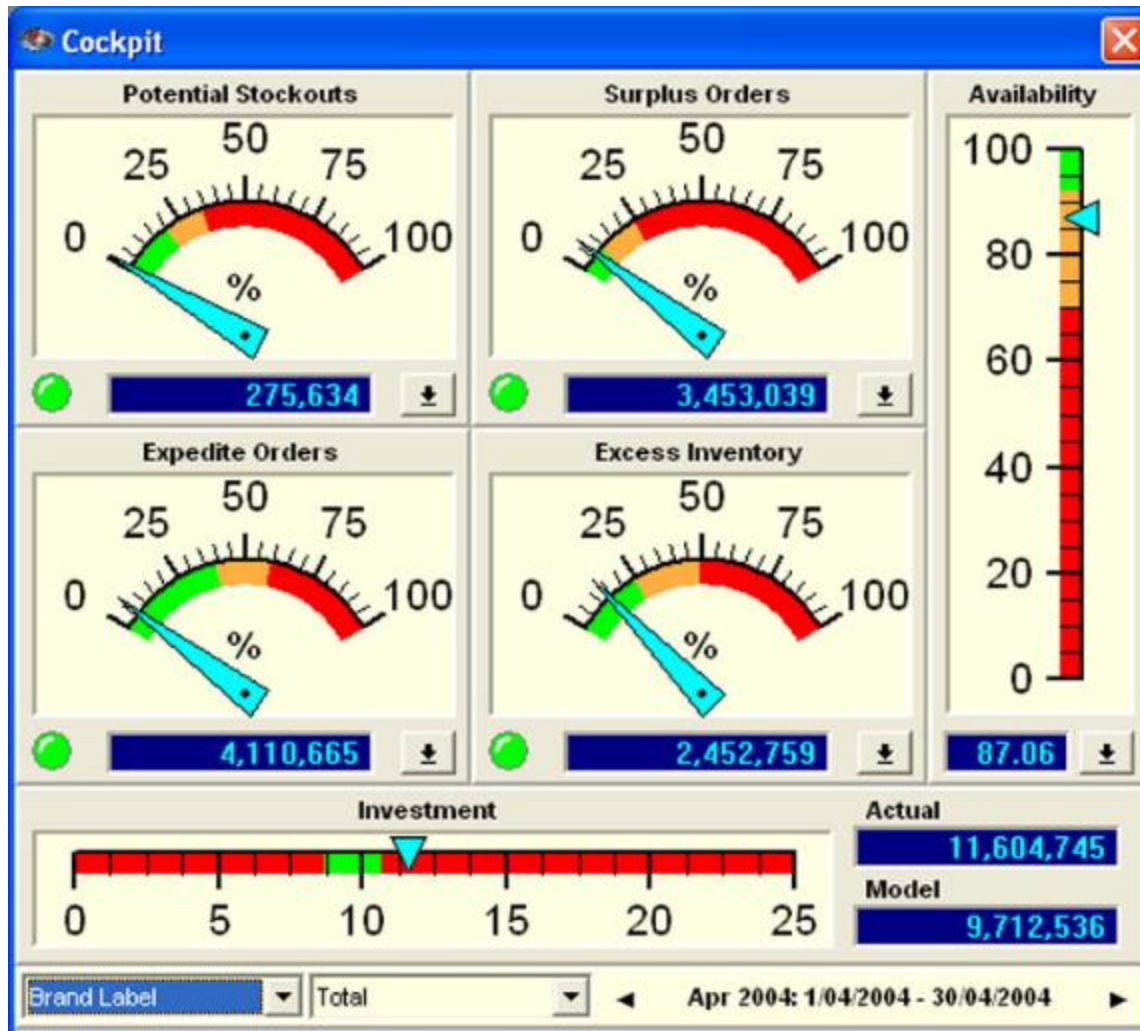 Cockpit
Potential Stockouts
0 25 50 75 100
%
275,634
Surplus Orders
0 25 50 75 100
%
3,453,039
Availability
100
80
60
40
20
0
87.06
Expedite Orders
0 25 50 75 100
%
4,110,665
Excess Inventory
0 25 50 75 100
%
2,452,759
Investment
0 5 10 15 20 25
Actual
11,604,745
Model
9,712,536
Brand Label
Total
Apr 2004: 1/04/2004 - 30/04/2004